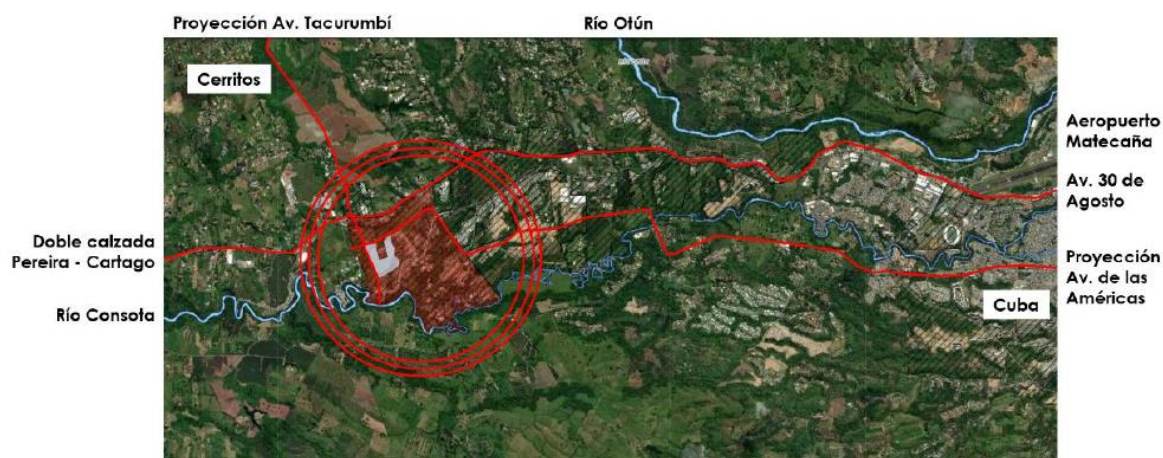 Proyección Av. Tacurumbí
Río Otún
Cerritos
Aeropuerto
Matecaña
Av. 30 de
Agosto
Doble calzada
Pereira - Cartago
Proyección
Av. de las
Américas
Río Consota
Cuba